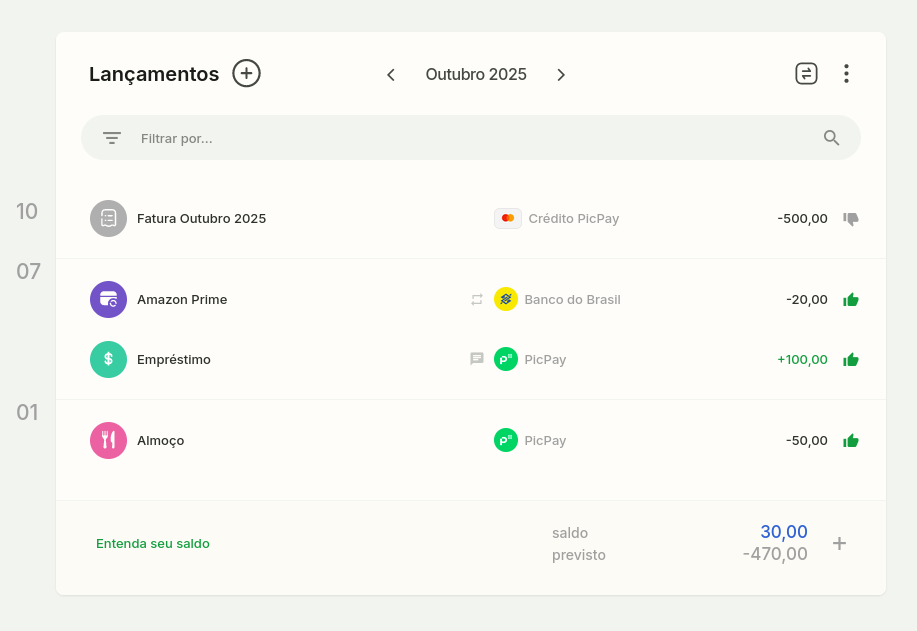 Lançamentos
Outubro 2025
Filtrar por...
10
Fatura Outubro 2025 Crédito PicPay -500,00
07
Amazon Prime Banco do Brasil -20,00
Empréstimo PicPay +100,00
01
Almoço PicPay -50,00
Entenda seu saldo
saldo 30,00
previsto -470,00